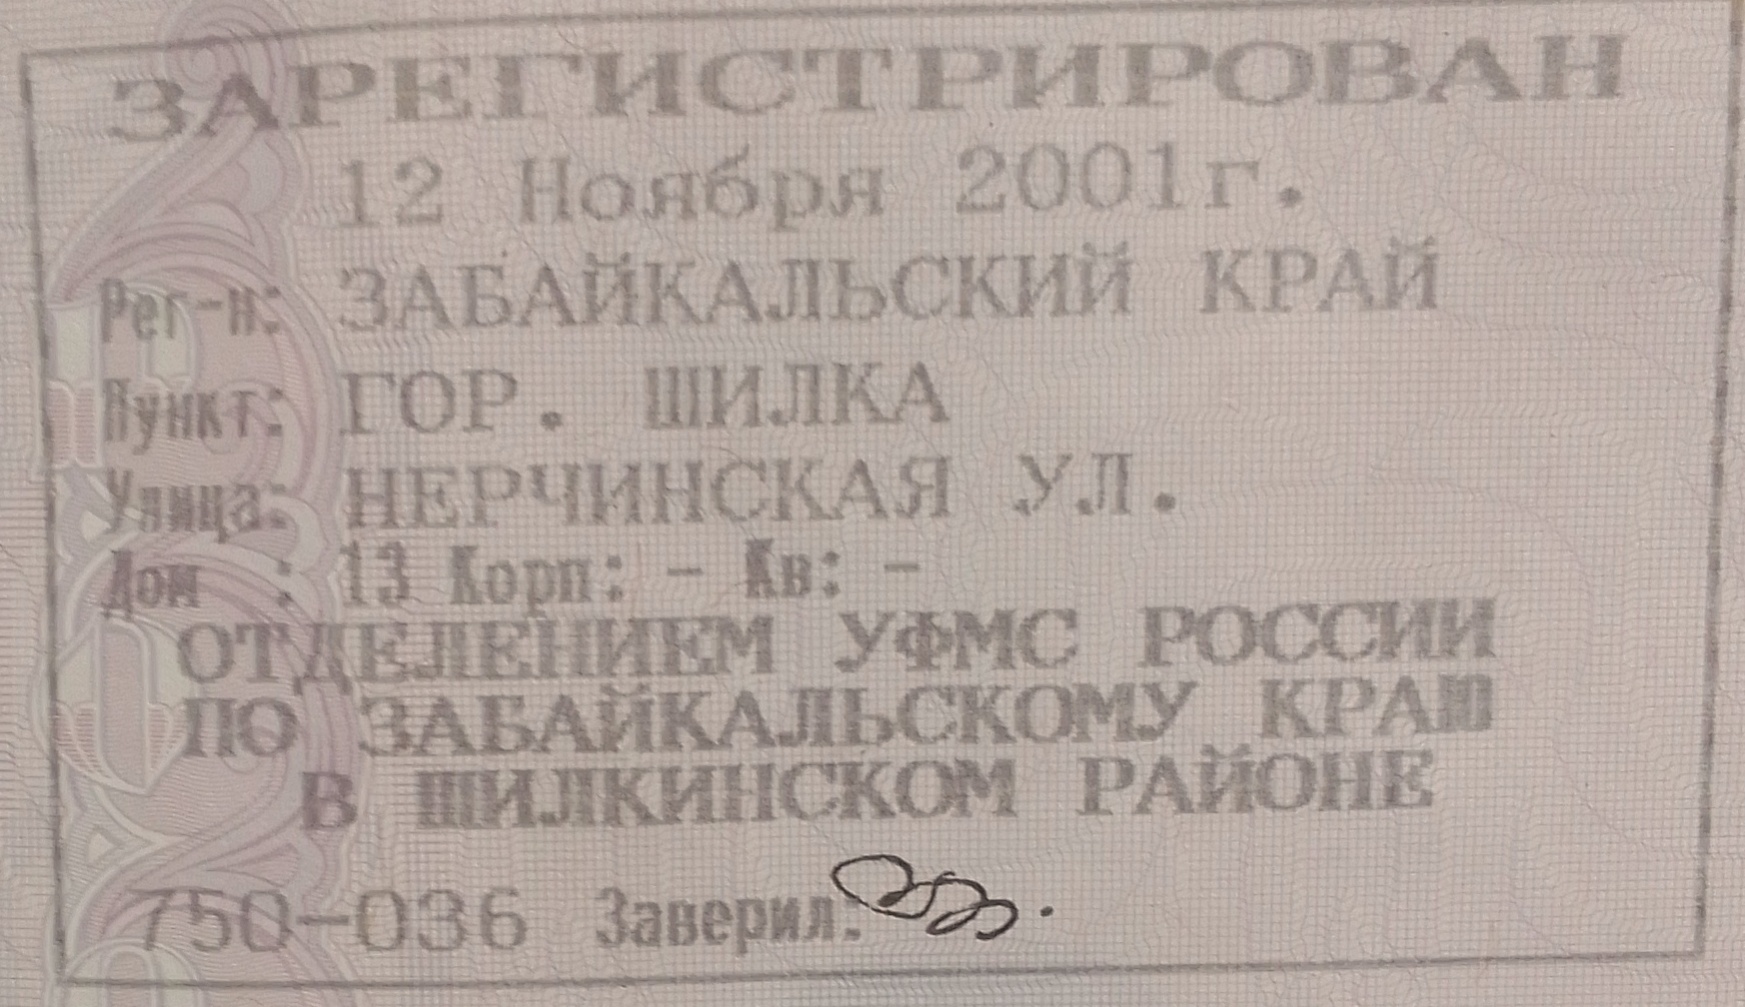 ЗАРЕГИСТРИРОВАН
12 Ноября 2001г.
Рег-н: ЗАБАЙКАЛЬСКИЙ КРАЙ
Пункт: ГОР. ШИЛКА
Улица: НЕРЧИНСКАЯ УЛ.
Дом : 13 Корп: - Кв: -
ОТДЕЛЕНИЕМ УФМС РОССИИ
ПО ЗАБАЙКАЛЬСКОМУ КРАЮ
В ШИЛКИНСКОМ РАЙОНЕ
750-036 Заверил: